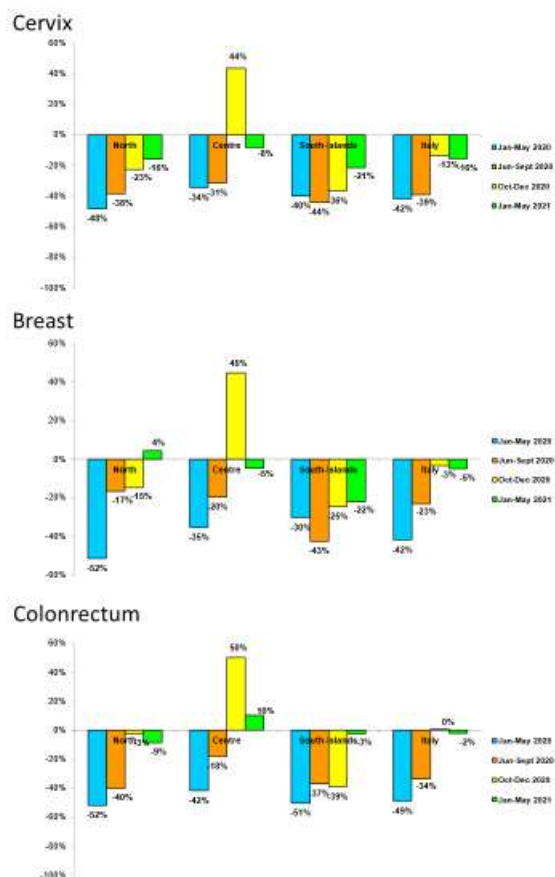 Cervix
60%
44%
40%
20%
0%
North
Centre
South-Islands
Italy
Jan-May 2020
-8%
-20%
-16%
-13%
-16%
Jun-Sept 2020
-23%
-21%
Oct-Dec 2020
-40%
-38%
-34%
-31%
-40%
-44%
-36%
-42%
-39%
Jan-May 2021
-48%
-60%
-80%
-100%
Breast
60%
45%
40%
20%
4%
0%
North
Centre
South-Islands
Italy
Jan-May 2020
-5%
-3%
-5%
Jun-Sept 2020
-20%
-17%
-15%
-20%
-25%
-22%
-23%
Oct-Dec 2020
-40%
-35%
-30%
-43%
-42%
Jan-May 2021
-52%
-60%
Colonrectum
60%
50%
40%
20%
10%
0%
0%
North
Centre
South-Islands
Italy
Jan-May 2020
-3%
-9%
-3%
-2%
-20%
-18%
Jun-Sept 2020
-40%
-40%
-42%
-37%
-39%
-34%
Oct-Dec 2020
-52%
-51%
-49%
Jan-May 2021
-60%
-80%
-100%